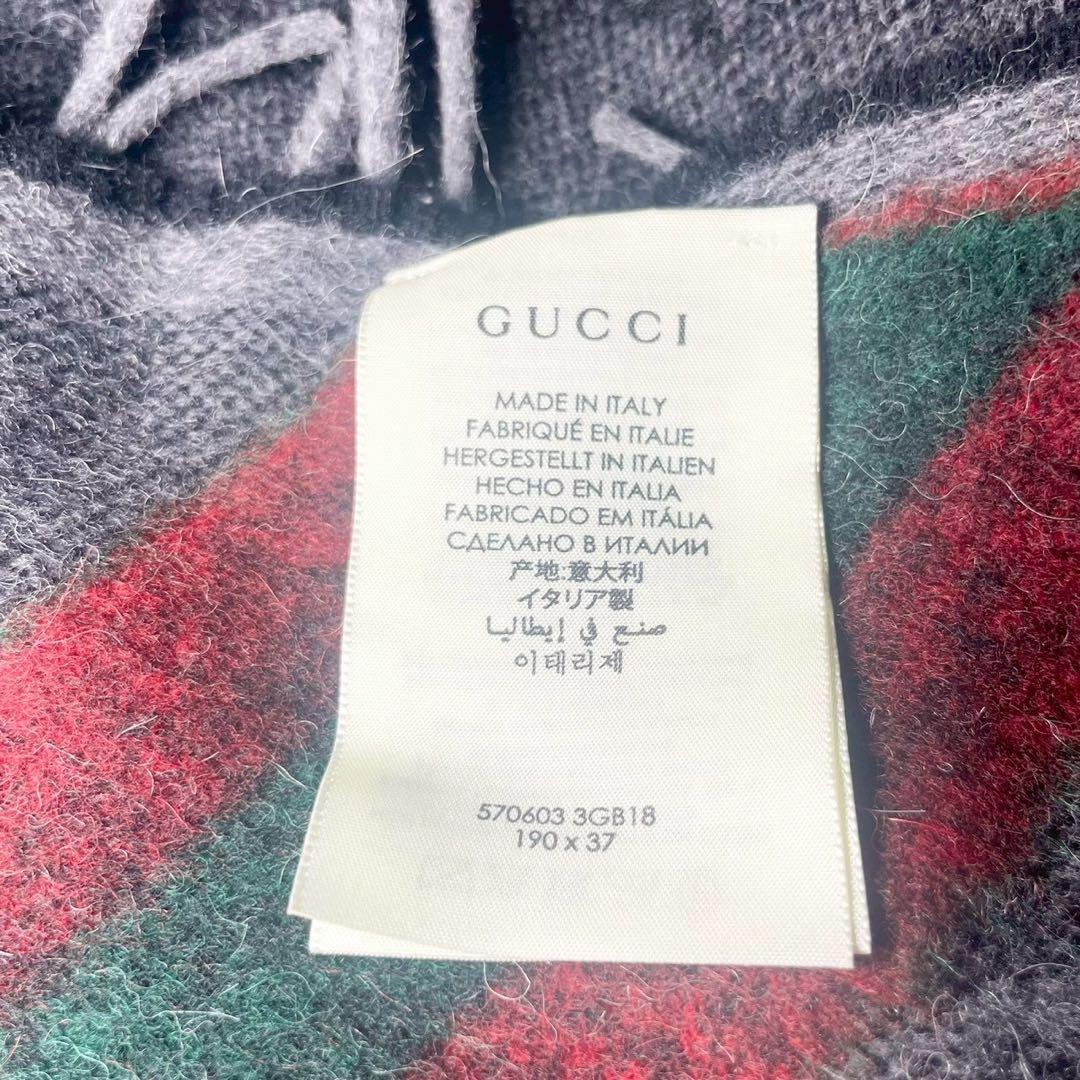 GUCCI
MADE IN ITALY
FABRIQUÉ EN ITALIE
HERGESTELLT IN ITALIEN
HECHO EN ITALIA
FABRICADO EM ITÁLIA
СДЕЛАНО В ИТАЛИИ
产地:意大利
イタリア製
صنع في إيطاليا
이태리제
570603 3GB18
190 x 37